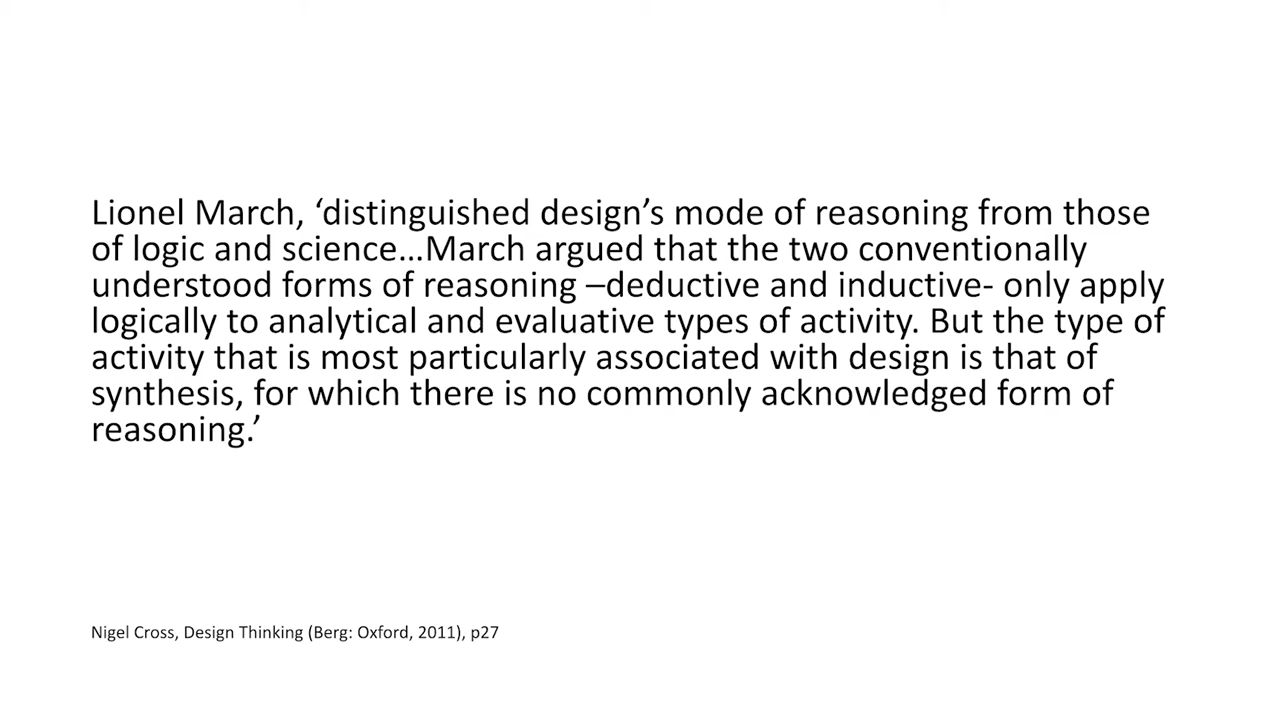 Lionel March, ‘distinguished design’s mode of reasoning from those
of logic and science…March argued that the two conventionally
understood forms of reasoning –deductive and inductive- only apply
logically to analytical and evaluative types of activity. But the type of
activity that is most particularly associated with design is that of
synthesis, for which there is no commonly acknowledged form of
reasoning.’
Nigel Cross, Design Thinking (Berg: Oxford, 2011), p27